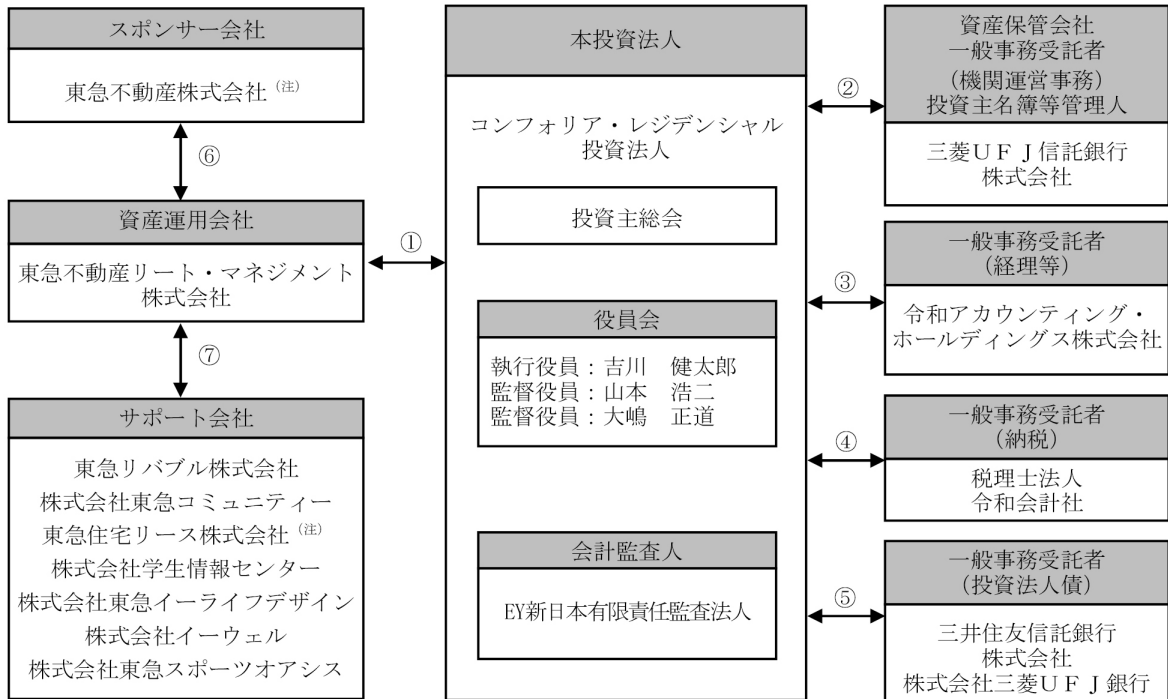 スポンサー会社
東急不動産株式会社(注)
⑥
資産運用会社
東急不動産リート・マネジメント
株式会社
⑦
サポート会社
東急リバブル株式会社
株式会社東急コミュニティー
東急住宅リース株式会社(注)
株式会社学生情報センター
株式会社東急イーライフデザイン
株式会社イーウェル
株式会社東急スポーツオアシス
①
本投資法人
コンフォリア・レジデンシャル
投資法人
投資主総会
役員会
執行役員：吉川　健太郎
監督役員：山本　浩二
監督役員：大嶋　正道
会計監査人
EY新日本有限責任監査法人
②
資産保管会社
一般事務受託者
(機関運営事務)
投資主名簿等管理人
三菱ＵＦＪ信託銀行
株式会社
③
一般事務受託者
(経理等)
令和アカウンティング・
ホールディングス株式会社
④
一般事務受託者
(納税)
税理士法人
令和会計社
⑤
一般事務受託者
(投資法人債)
三井住友信託銀行
株式会社
株式会社三菱ＵＦＪ銀行